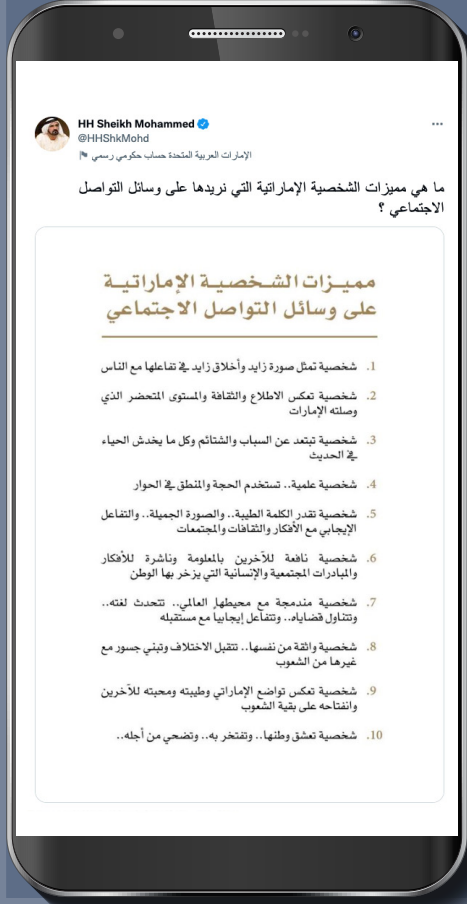 HH Sheikh Mohammed
@HHShkMohd
الإمارات العربية المتحدة حساب حكومي رسمي
ما هي مميزات الشخصية الإماراتية التي نريدها على وسائل التواصل
الاجتماعي ؟
مميـزات الشـخصيـة الإماراتيـة
على وسائل التواصل الاجتماعي
1. شخصية تمثل صورة زايد وأخلاق زايد في تفاعلها مع الناس
2. شخصية تعكس الاطلاع والثقافة والمستوى المتحضر الذي
وصلته الإمارات
3. شخصية تبتعد عن السباب والشتائم وكل ما يخدش الحياء
في الحديث
4. شخصية علمية.. تستخدم الحجة والمنطق في الحوار
5. شخصية تقدر الكلمة الطيبة.. والصورة الجميلة.. والتفاعل
الإيجابي مع الأفكار والثقافات والمجتمعات
6. شخصية نافعة للآخرين بالمعلومة وناشرة للأفكار
والمبادرات المجتمعية والإنسانية التي يزخر بها الوطن
7. شخصية مندمجة مع محيطها العالمي.. تتحدث لغته..
وتتناول قضاياه.. وتتفاعل إيجابياً مع مستقبله
8. شخصية واثقة من نفسها.. تتقبل الاختلاف وتبني جسور مع
غيرها من الشعوب
9. شخصية تعكس تواضع الإماراتي وطيبته ومحبته للآخرين
وانفتاحه على بقية الشعوب
10. شخصية تعشق وطنها.. وتفتخر به.. وتضحي من أجله..